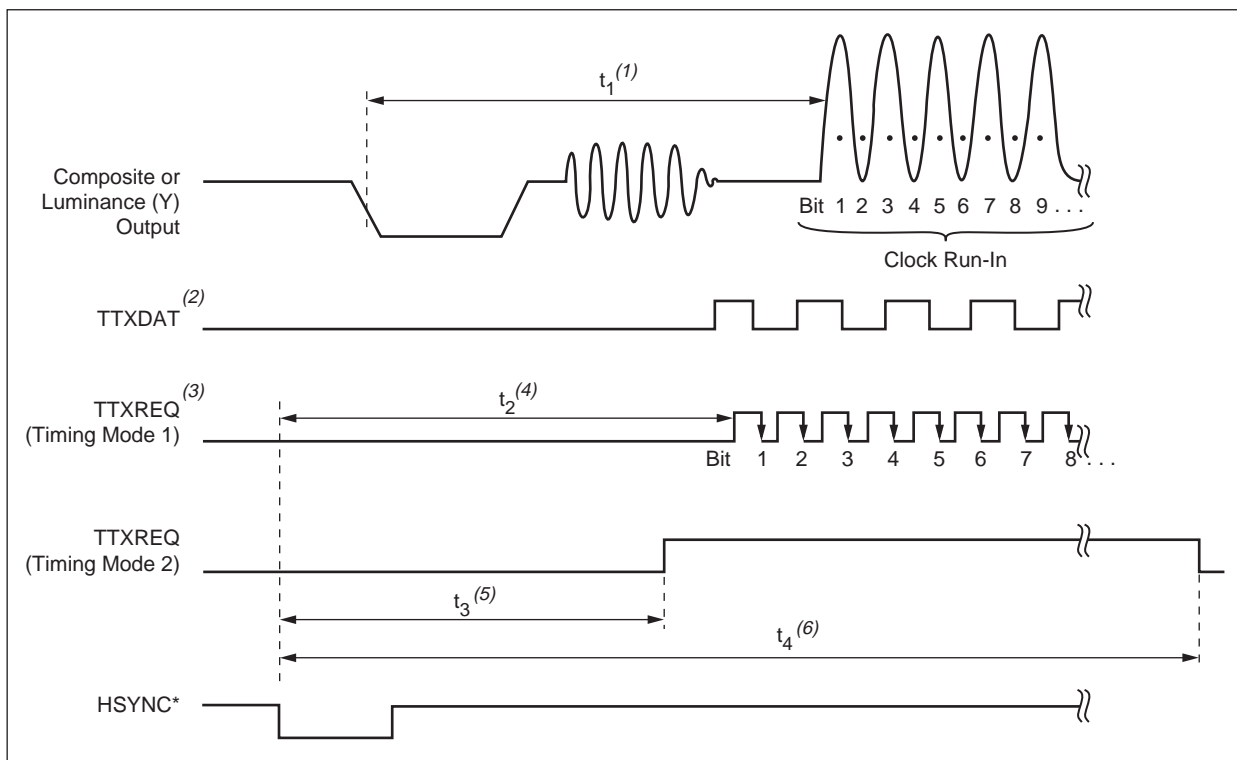 t1(1)
Composite or
Luminance (Y)
Output
Bit 1 2 3 4 5 6 7 8 9 . . .
Clock Run-In
TTXDAT(2)
TTXREQ(3)
(Timing Mode 1)
t2(4)
Bit 1 2 3 4 5 6 7 8 . . .
TTXREQ
(Timing Mode 2)
t3(5)
t4(6)
HSYNC*